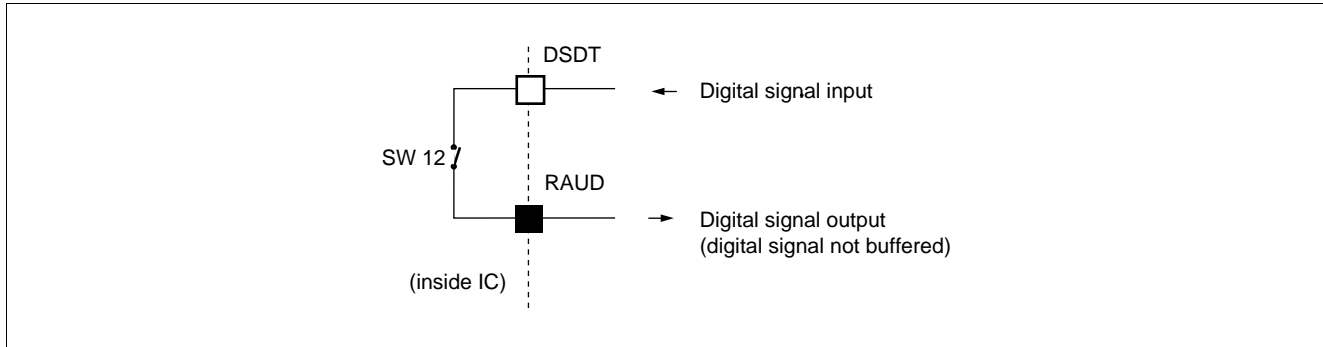 DSDT
Digital signal input
SW 12
RAUD
Digital signal output
(digital signal not buffered)
(inside IC)